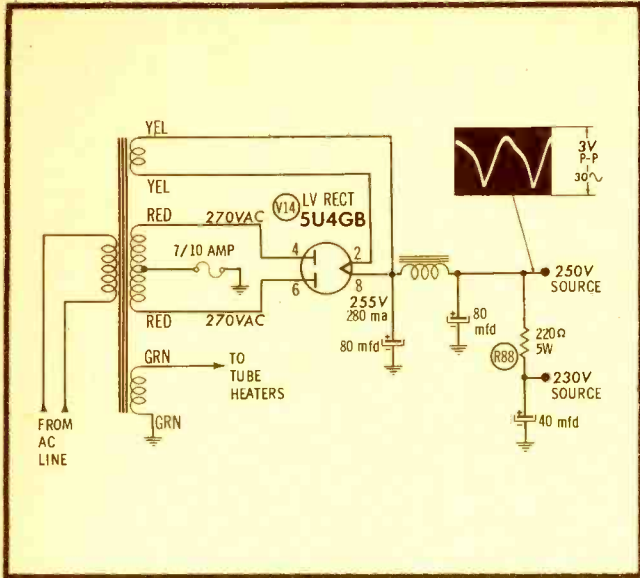 YEL
YEL
RED 270VAC
V14 LV RECT
5U4GB
7/10 AMP
4
2
6
8
RED 270VAC
255V
280 ma
80 mfd
80
mfd
3V
P-P
30~
250V
SOURCE
220Ω
5W
R88
230V
SOURCE
40 mfd
GRN
TO
TUBE
HEATERS
GRN
FROM
AC
LINE